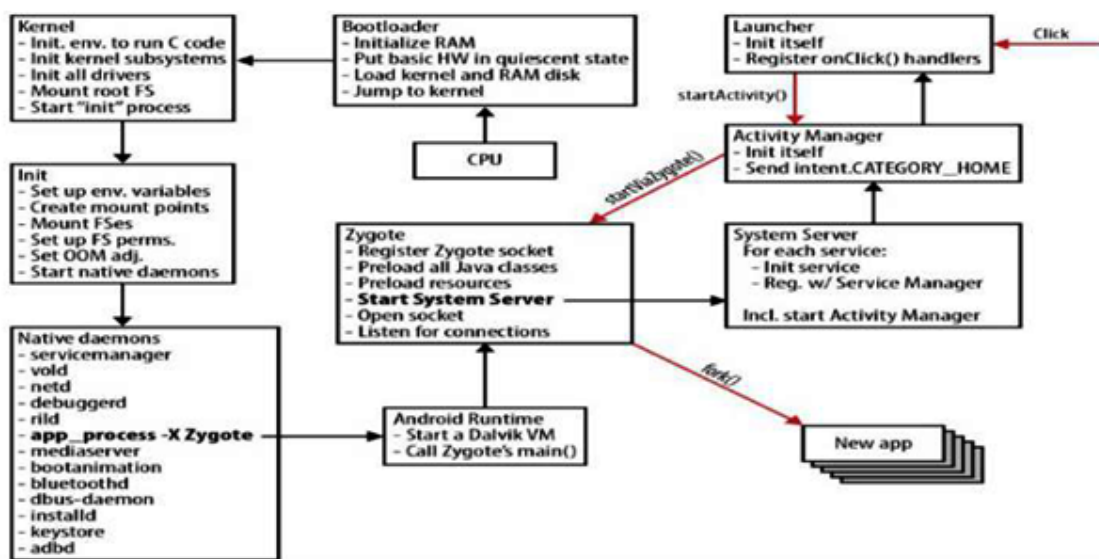 Kernel
- Init. env. to run C code
- Init kernel subsystems
- Init all drivers
- Mount root FS
- Start "init" process
Bootloader
- Initialize RAM
- Put basic HW in quiescent state
- Load kernel and RAM disk
- Jump to kernel
Launcher
- Init itself
- Register onClick() handlers
Click
startActivity()
CPU
Activity Manager
- Init itself
- Send intent.CATEGORY_HOME
startViaZygote()
Init
- Set up env. variables
- Create mount points
- Mount FSes
- Set up FS perms.
- Set OOM adj.
- Start native daemons
Zygote
- Register Zygote socket
- Preload all Java classes
- Preload resources
- Start System Server
- Open socket
- Listen for connections
System Server
For each service:
- Init service
- Reg. w/ Service Manager
Incl. start Activity Manager
fork()
Native daemons
- servicemanager
- vold
- netd
- debuggerd
- rild
- app_process -X Zygote
- mediaserver
- bootanimation
- bluetoothd
- dbus-daemon
- installd
- keystore
- adbd
Android Runtime
- Start a Dalvik VM
- Call Zygote's main()
New app